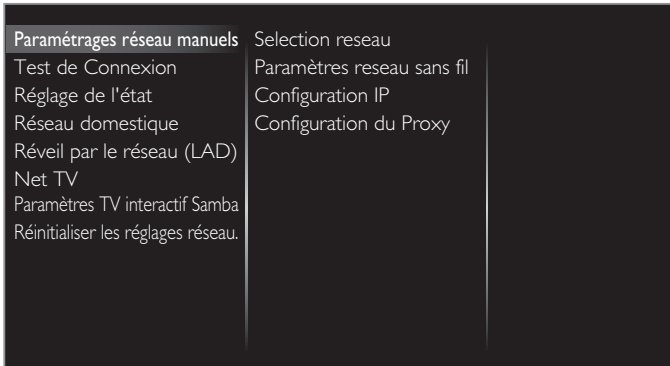 Paramétrages réseau manuels
Test de Connexion
Réglage de l'état
Réseau domestique
Réveil par le réseau (LAD)
Net TV
Paramètres TV interactif Samba
Réinitialiser les réglages réseau.
Selection reseau
Paramètres reseau sans fil
Configuration IP
Configuration du Proxy